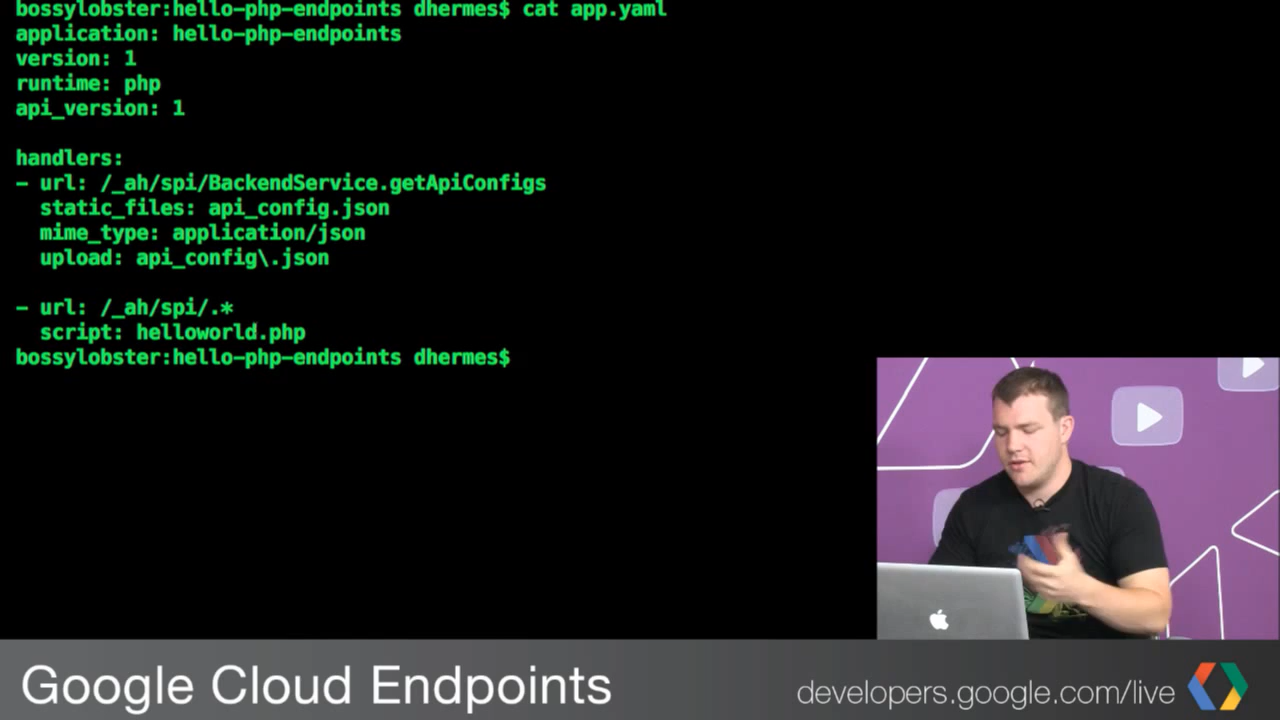 bossylobster:hello-php-endpoints dhermes$ cat app.yaml
application: hello-php-endpoints
version: 1
runtime: php
api_version: 1
handlers:
- url: /_ah/spi/BackendService.getApiConfigs
  static_files: api_config.json
  mime_type: application/json
  upload: api_config\.json
- url: /_ah/spi/.*
  script: helloworld.php
bossylobster:hello-php-endpoints dhermes$
Google Cloud Endpoints
developers.google.com/live